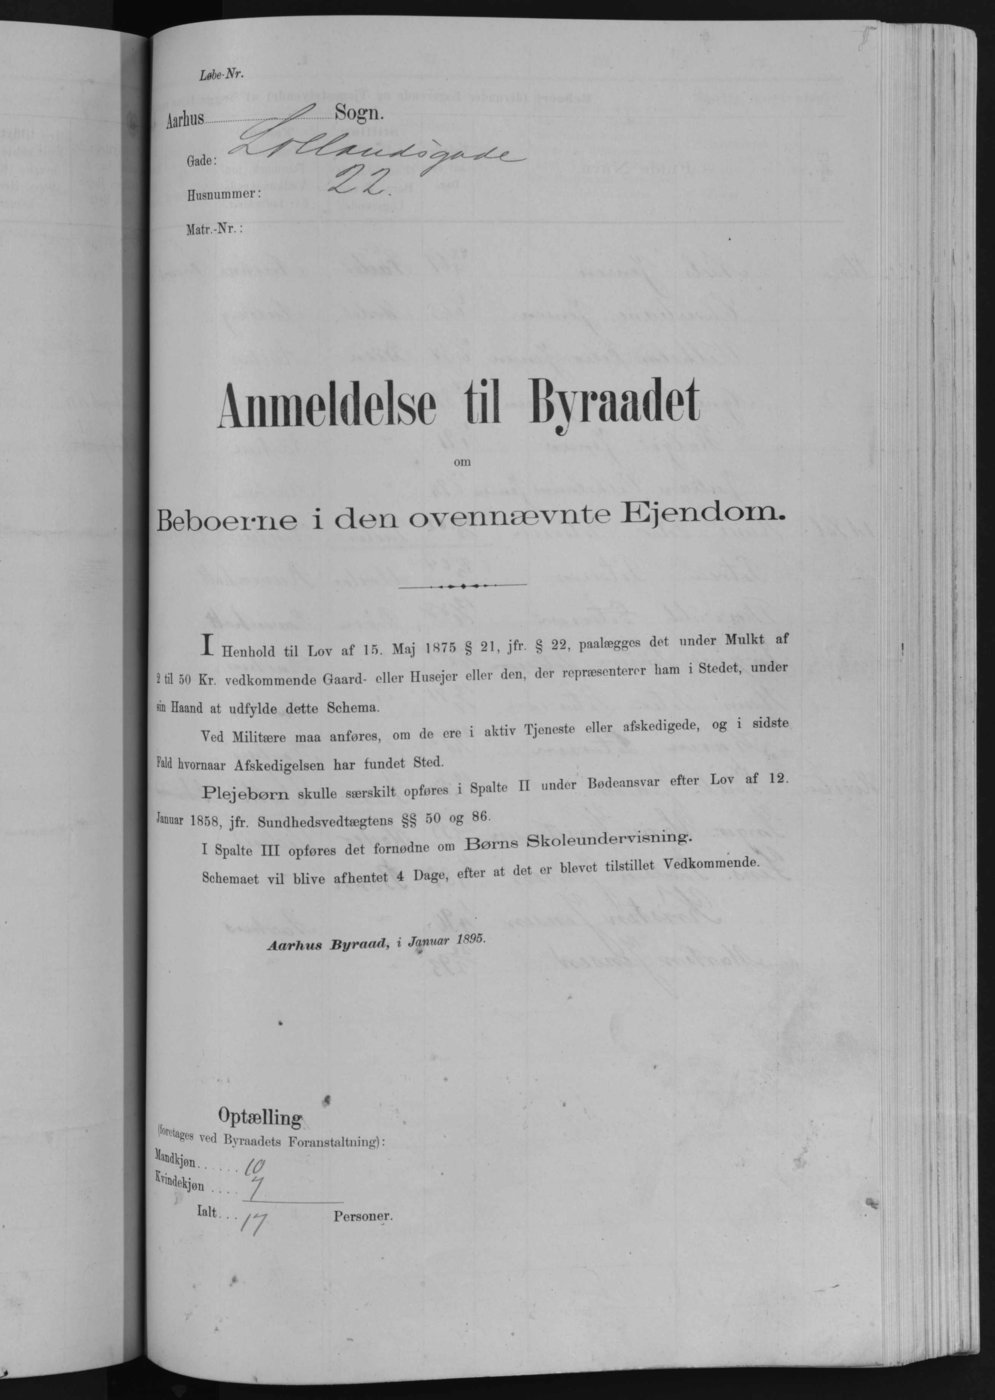 Løbe-Nr.
Aarhus Sogn.
Gade: Lollandsgade
Husnummer: 22.
Matr.-Nr.:
Anmeldelse til Byraadet
om
Beboerne i den ovennævnte Ejendom.
I Henhold til Lov af 15. Maj 1875 § 21, jfr. § 22, paalægges det under Mulkt af
2 til 50 Kr. vedkommende Gaard- eller Husejer eller den, der repræsenterer ham i Stedet, under
sin Haand at udfylde dette Schema.
Ved Militære maa anføres, om de ere i aktiv Tjeneste eller afskedigede, og i sidste
Fald hvornaar Afskedigelsen har fundet Sted.
Plejebørn skulle særskilt opføres i Spalte II under Bødeansvar efter Lov af 12.
Januar 1858, jfr. Sundhedsvedtægtens §§ 50 og 86.
I Spalte III opføres det fornødne om Børns Skoleundervisning.
Schemaet vil blive afhentet 4 Dage, efter at det er blevet tilstillet Vedkommende.
Aarhus Byraad, i Januar 1895.
Optælling
(foretages ved Byraadets Foranstaltning):
Mandkjøn...... 10
Kvindekjøn .... 7
Ialt... 17 Personer.